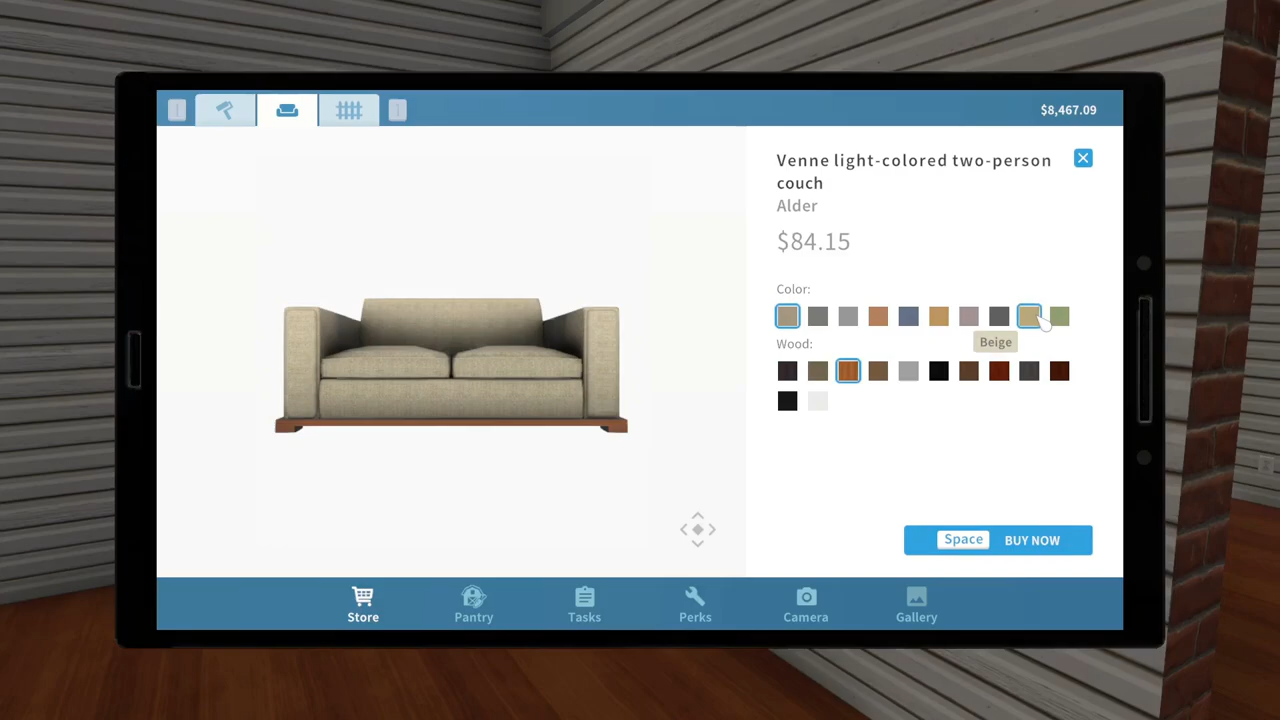 $8,467.09
Venne light-colored two-person
couch
Alder
$84.15
Color:
Beige
Wood:
Space BUY NOW
Store
Pantry
Tasks
Perks
Camera
Gallery